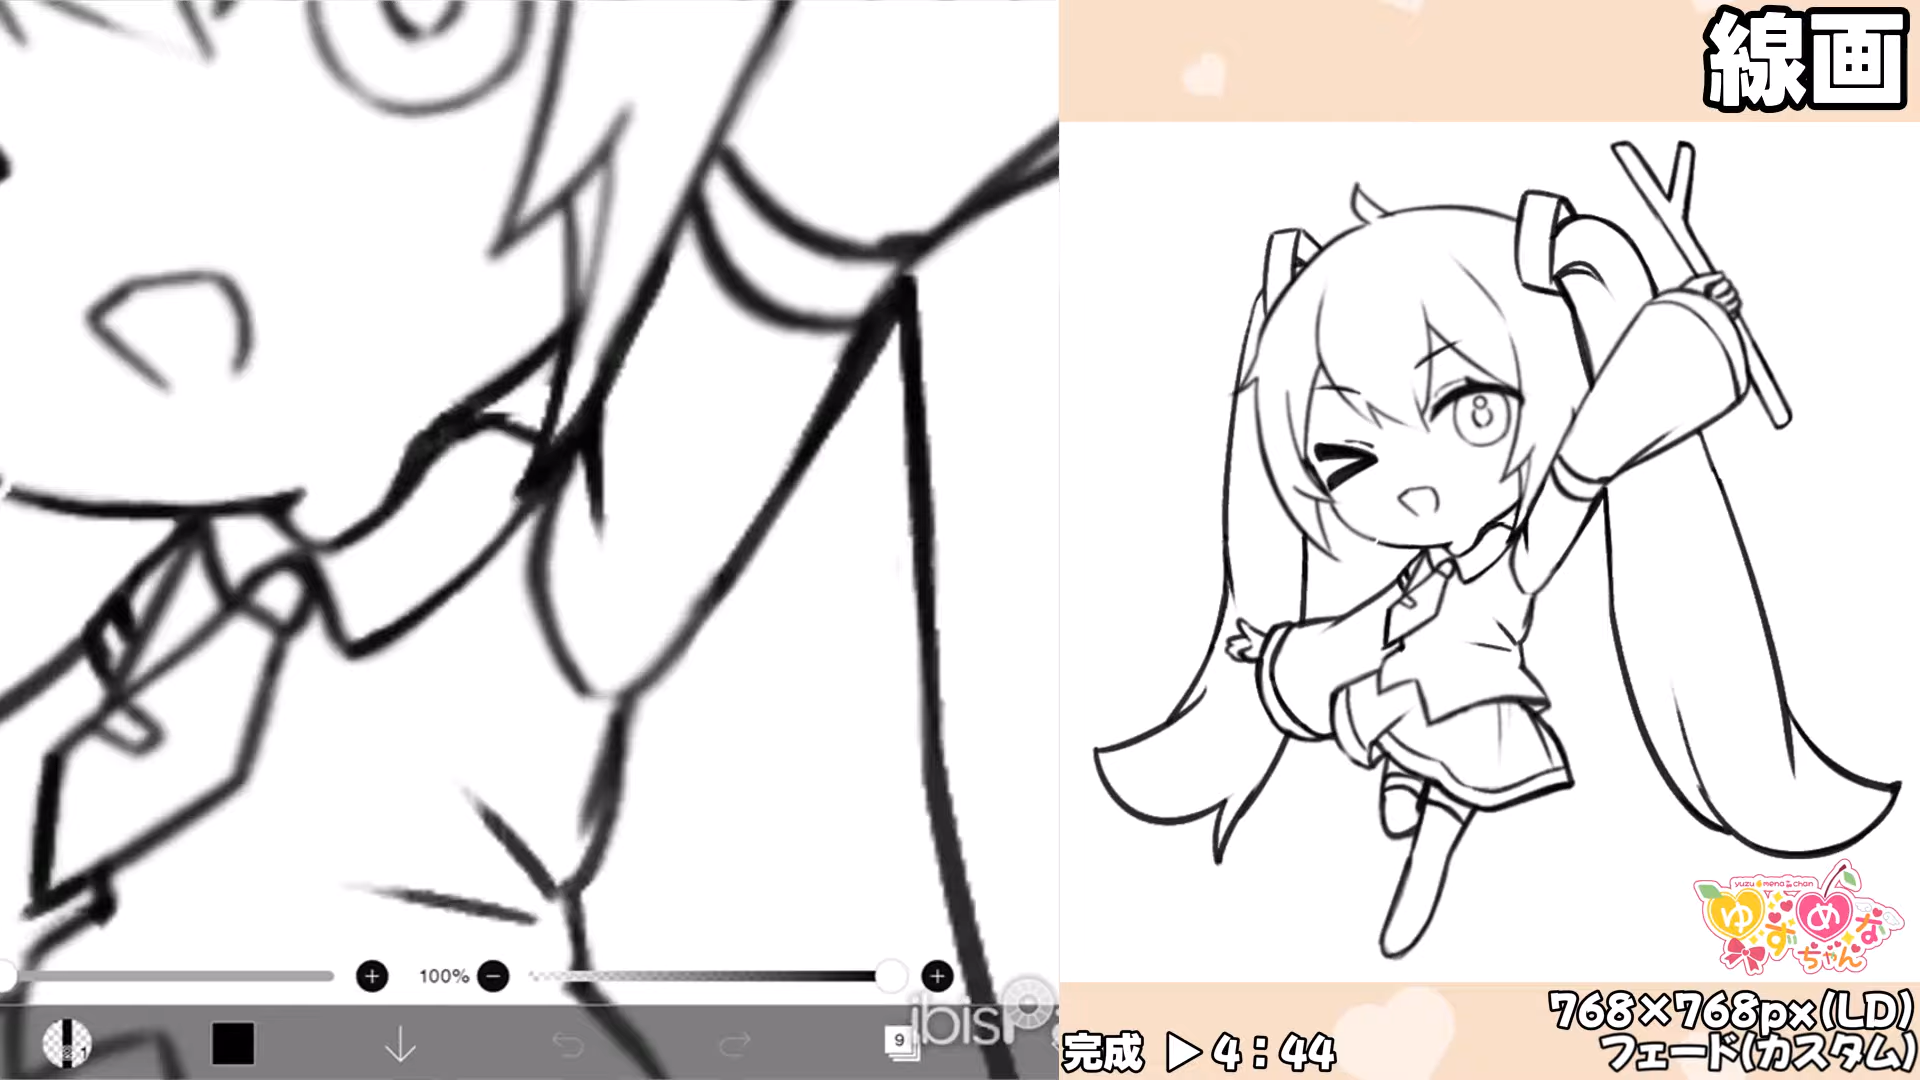 線画
yuzu mena chan
ゆずめなちゃん
768×768px(LD)
完成 ▶ 4:44
フェード(カスタム)
100%
9
ibisP